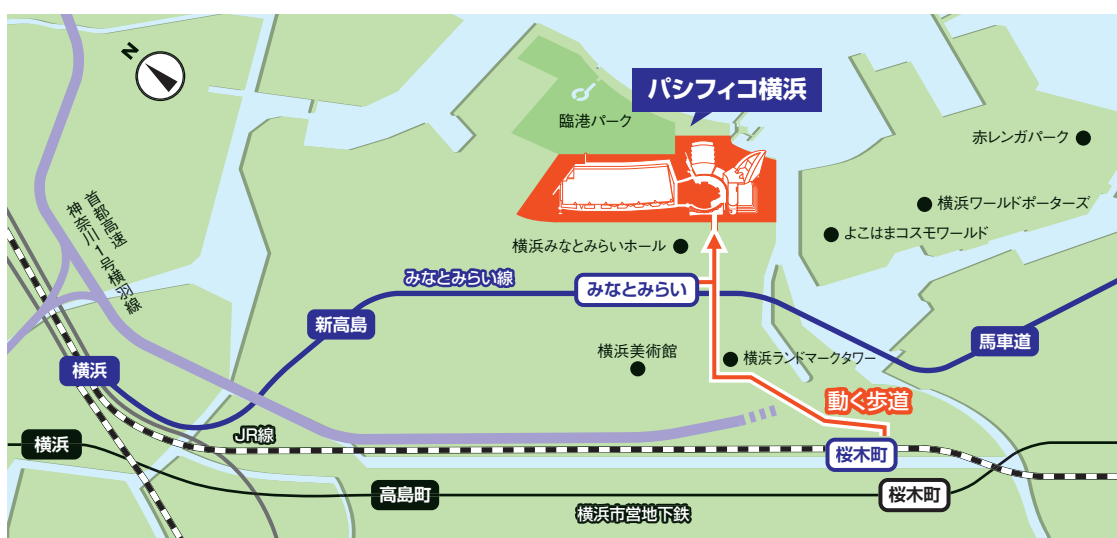 N
パシフィコ横浜
臨港パーク
赤レンガパーク
横浜ワールドポーターズ
よこはまコスモワールド
横浜みなとみらいホール
首都高速
神奈川1号横羽線
みなとみらい線
みなとみらい
新高島
馬車道
横浜美術館
横浜ランドマークタワー
横浜
動く歩道
JR線
横浜
桜木町
高島町
桜木町
横浜市営地下鉄